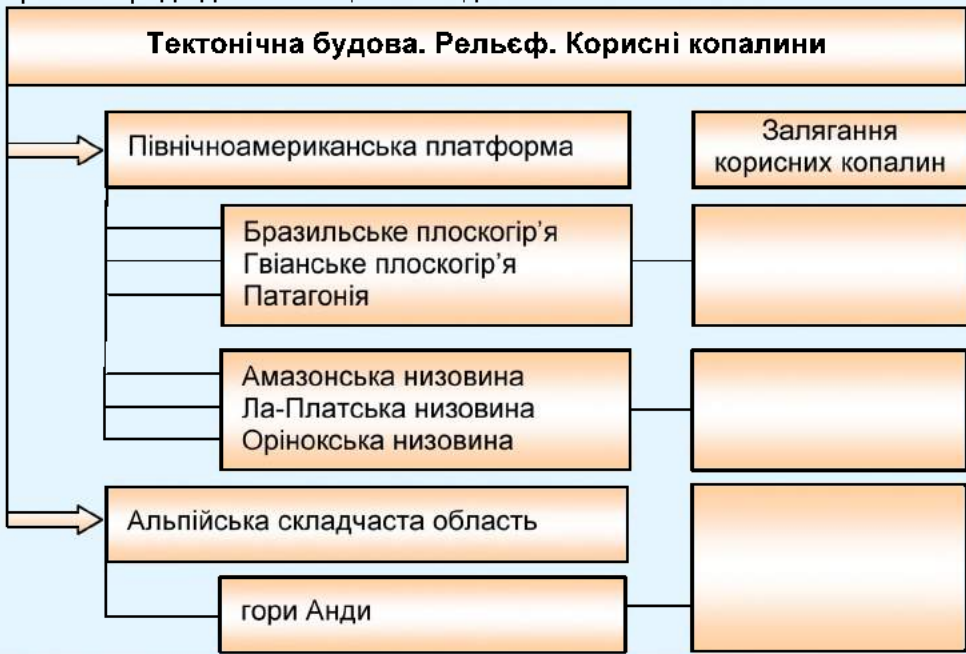 Тектонічна будова. Рельєф. Корисні копалини
Північноамериканська платформа
Залягання
корисних копалин
Бразильське плоскогір’я
Гвіанське плоскогір’я
Патагонія
Амазонська низовина
Ла-Платська низовина
Орінокська низовина
Альпійська складчаста область
гори Анди